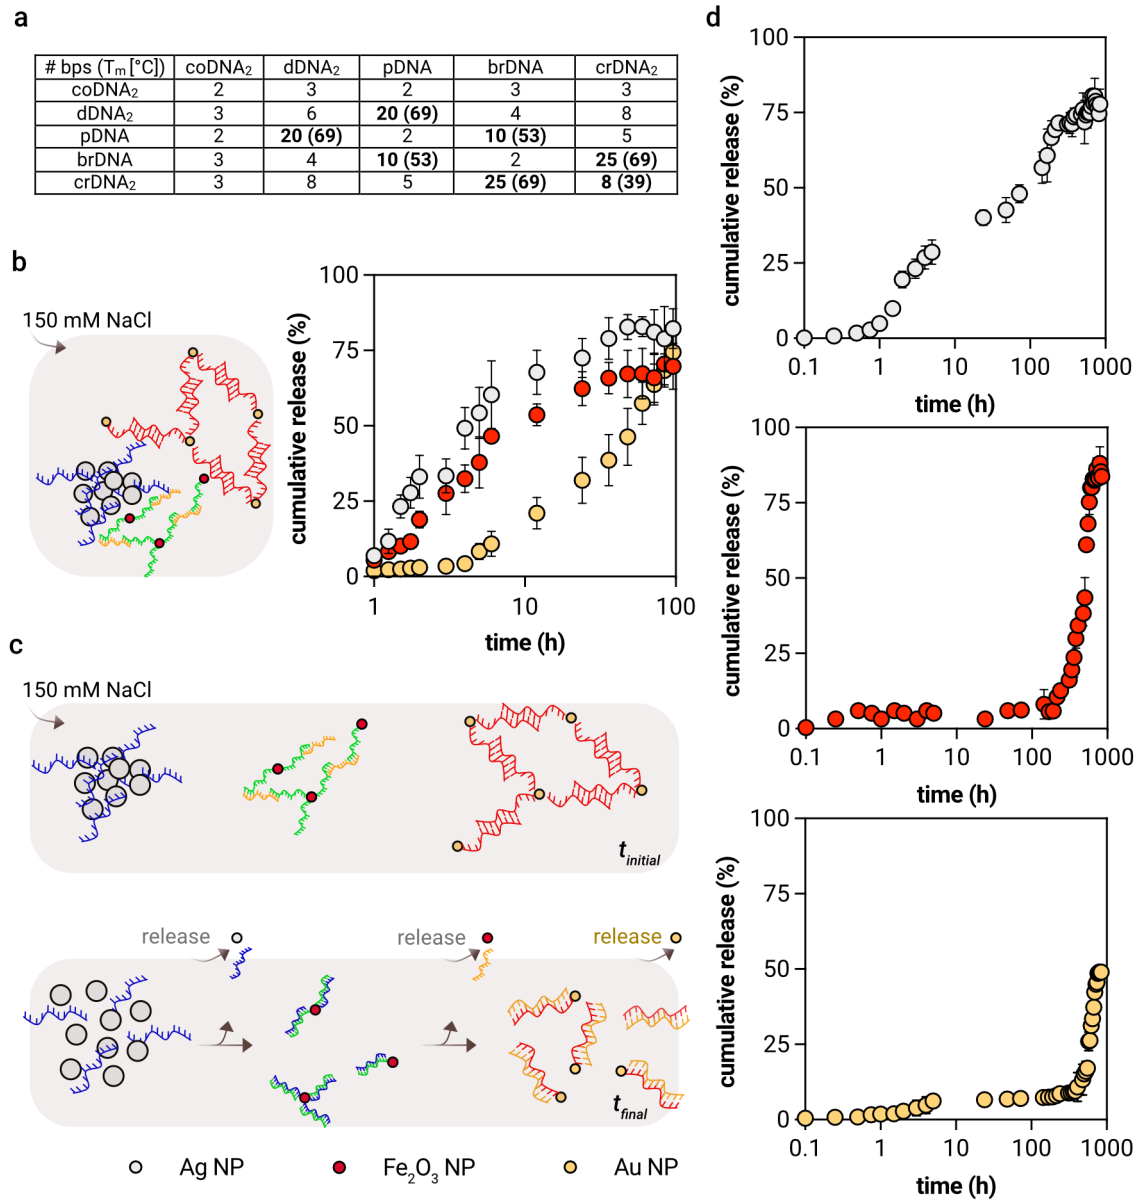 a
# bps (Tm [°C]) coDNA₂ dDNA₂ pDNA brDNA crDNA₂
coDNA₂ 2 3 2 3 3
dDNA₂ 3 6 20 (69) 4 8
pDNA 2 20 (69) 2 10 (53) 5
brDNA 3 4 10 (53) 2 25 (69)
crDNA₂ 3 8 5 25 (69) 8 (39)
b
150 mM NaCl
cumulative release (%)
100
75
50
25
0
1 10 100
time (h)
c
150 mM NaCl
t initial
release
release
release
t final
Ag NP
Fe₂O₃ NP
Au NP
d
cumulative release (%)
100
75
50
25
0
0.1 1 10 100 1000
time (h)
cumulative release (%)
100
75
50
25
0
0.1 1 10 100 1000
time (h)
cumulative release (%)
100
75
50
25
0
0.1 1 10 100 1000
time (h)